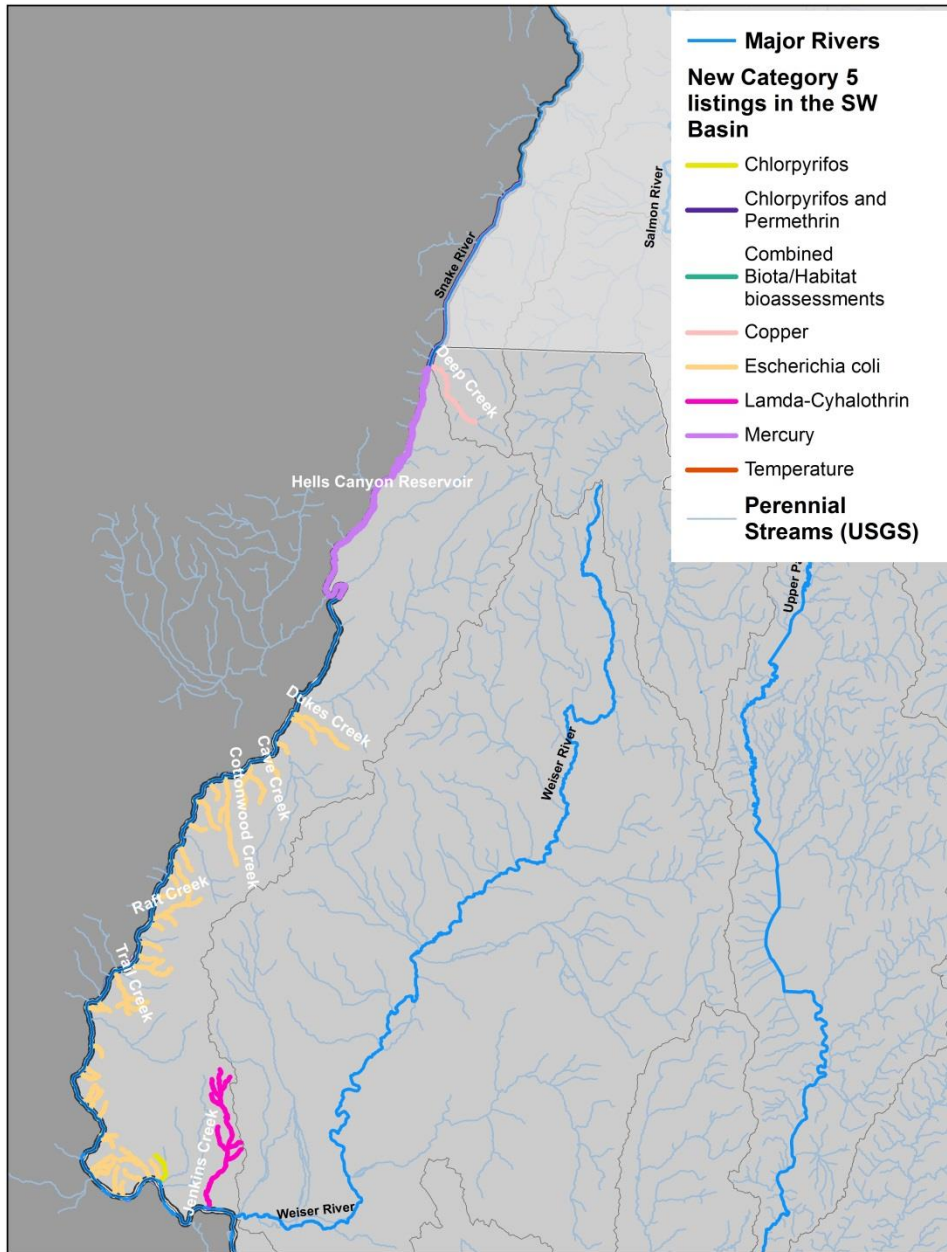 Major Rivers
New Category 5
listings in the SW
Basin
Chlorpyrifos
Chlorpyrifos and
Permethrin
Combined
Biota/Habitat
bioassessments
Copper
Escherichia coli
Lamda-Cyhalothrin
Mercury
Temperature
Perennial
Streams (USGS)
Salmon River
Snake River
Deep Creek
Hells Canyon Reservoir
Upper
Dukes Creek
Cave Creek
Cottonwood Creek
Weiser River
Raft Creek
Trail Creek
Jenkins Creek
Weiser River